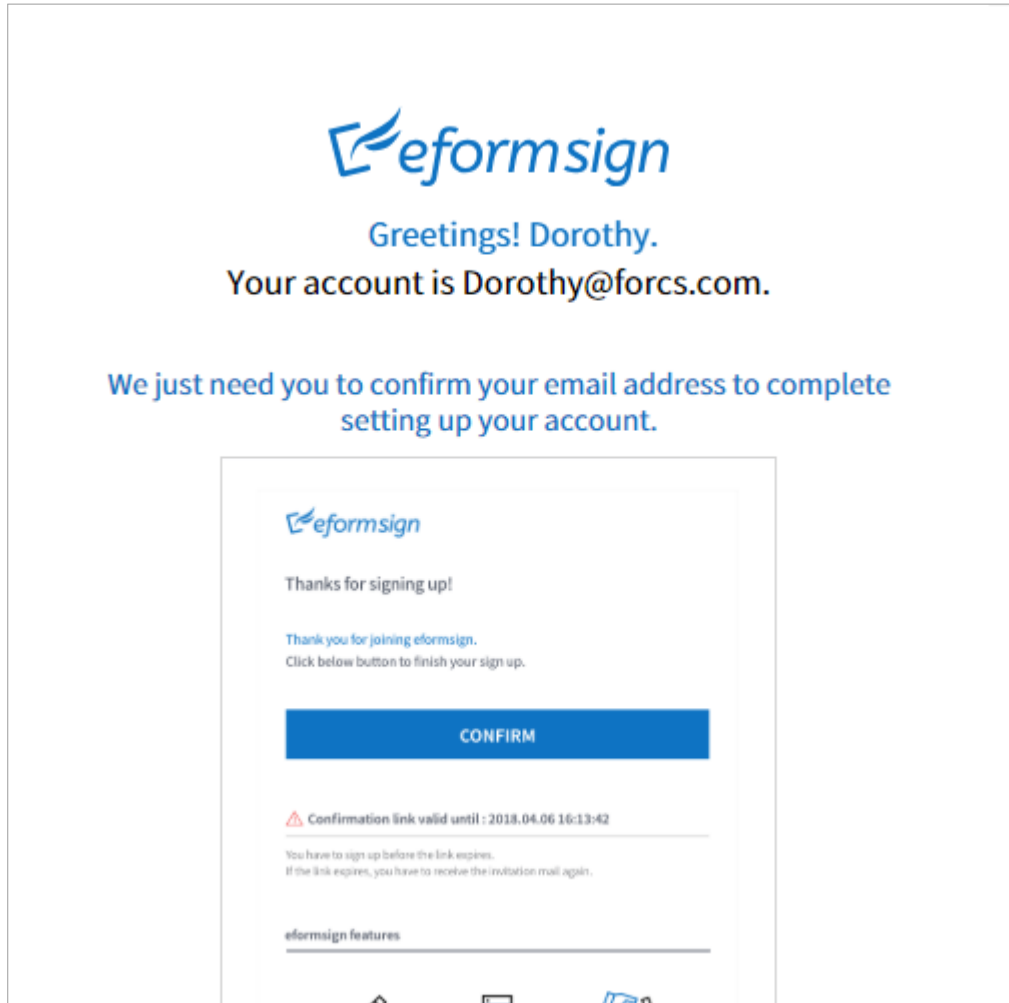 eformsign
Greetings! Dorothy.
Your account is Dorothy@forcs.com.
We just need you to confirm your email address to complete
setting up your account.
eformsign
Thanks for signing up!
Thank you for joining eformsign.
Click below button to finish your sign up.
CONFIRM
Confirmation link valid until : 2018.04.06 16:13:42
You have to sign up before the link expires.
If the link expires, you have to receive the invitation mail again.
eformsign features